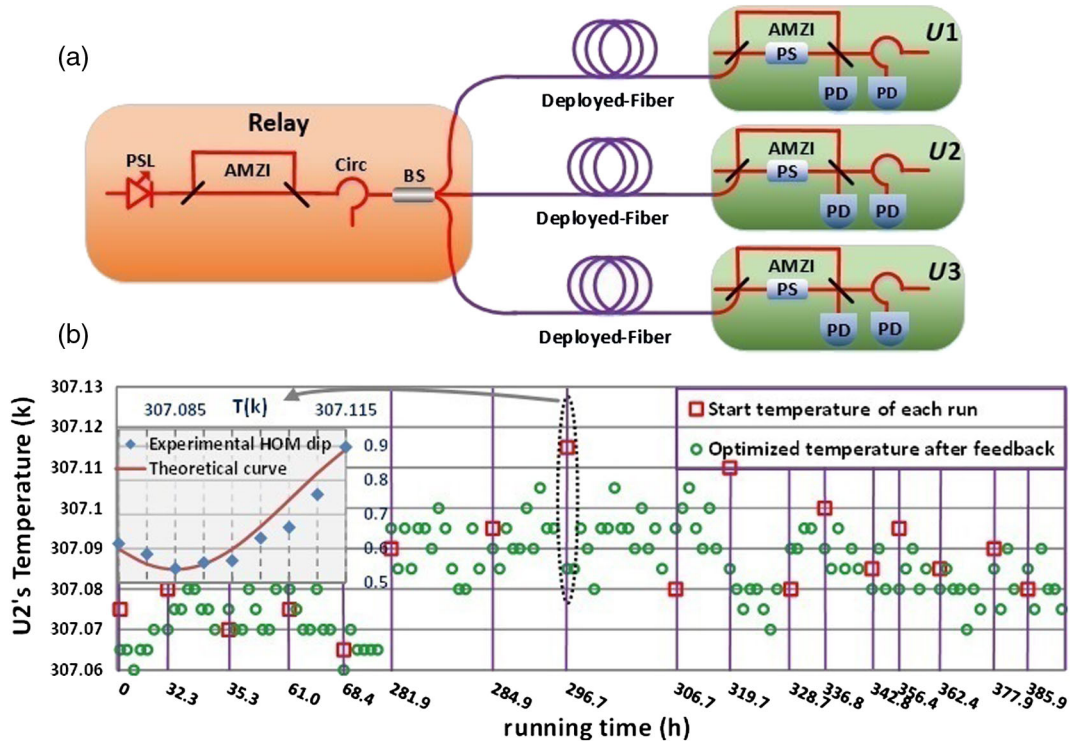 (a)
Relay
PSL
AMZI
Circ
BS
Deployed-Fiber
AMZI
U1
PS
PD
PD
Deployed-Fiber
AMZI
U2
PS
PD
PD
Deployed-Fiber
AMZI
U3
PS
PD
PD
(b)
U2's Temperature (k)
307.13
307.12
307.11
307.1
307.09
307.08
307.07
307.06
307.085 T(k) 307.115
Experimental HOM dip
Theoretical curve
0.9
0.8
0.7
0.6
0.5
Start temperature of each run
Optimized temperature after feedback
0 32.3 35.3 61.0 68.4 281.9 284.9 296.7 306.7 319.7 328.7 336.8 342.8 356.4 362.4 377.9 385.9
running time (h)